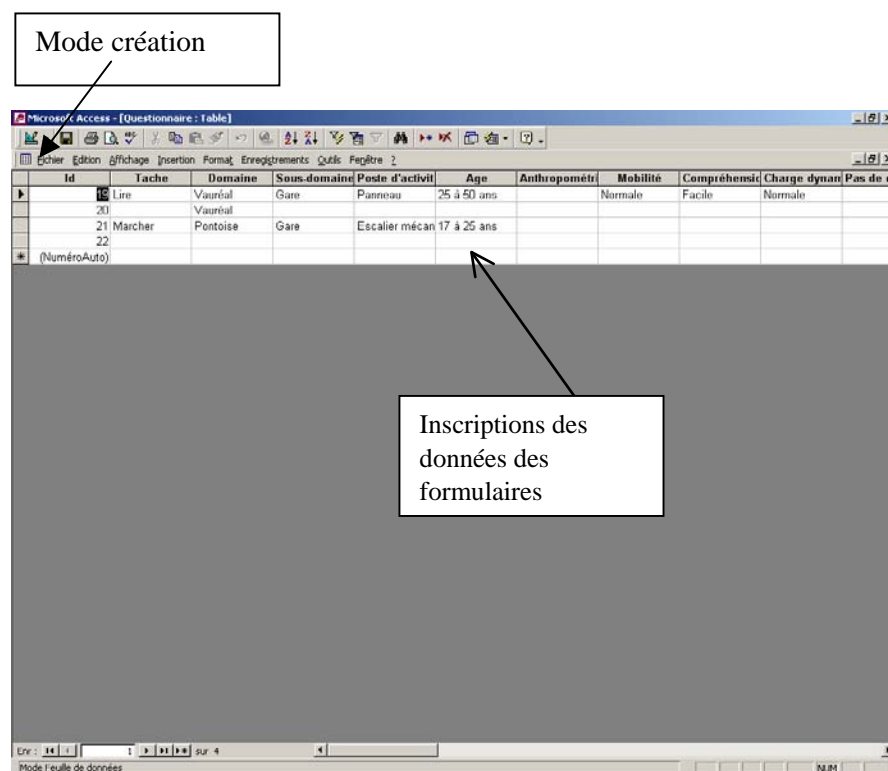 Mode création
Microsoft Access - [Questionnaire : Table]
Fichier Edition Affichage Insertion Format Enregistrements Outils Fenêtre ?
Id Tache Domaine Sous-domaine Poste d'activit Age Anthropométri Mobilité Compréhensic Charge dynam Pas de
19 Lire Vauréal Gare Panneau 25 à 50 ans Normale Facile Normale
20 Vauréal
21 Marcher Pontoise Gare Escalier mécan 17 à 25 ans
22
(NuméroAuto)
Inscriptions des
données des
formulaires
Enr : 1 sur 4
Mode Feuille de données NUM